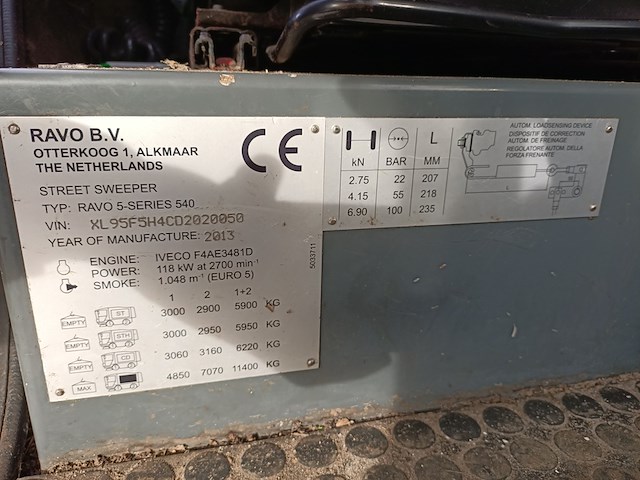 RAVO B.V.
OTTERKOOG 1, ALKMAAR
THE NETHERLANDS
CE
STREET SWEEPER
TYP: RAVO 5-SERIES 540
VIN: XL95F5H4CD2020050
YEAR OF MANUFACTURE: 2013
ENGINE: IVECO F4AE3481D
POWER: 118 kW at 2700 min⁻¹
SMOKE: 1.048 m⁻¹ (EURO 5)
1 2 1+2
EMPTY ST 3000 2900 5900 KG
EMPTY STH 3000 2950 5950 KG
EMPTY CD 3060 3160 6220 KG
MAX 4850 7070 11400 KG
5033711
L
kN BAR MM
2.75 22 207
4.15 55 218
6.90 100 235
AUTOM. LOADSENSING DEVICE
DISPOSITIF DE CORRECTION
AUTOM. DE FREINAGE
REGOLATORE AUTOM. DELLA
FORZA FRENANTE
L